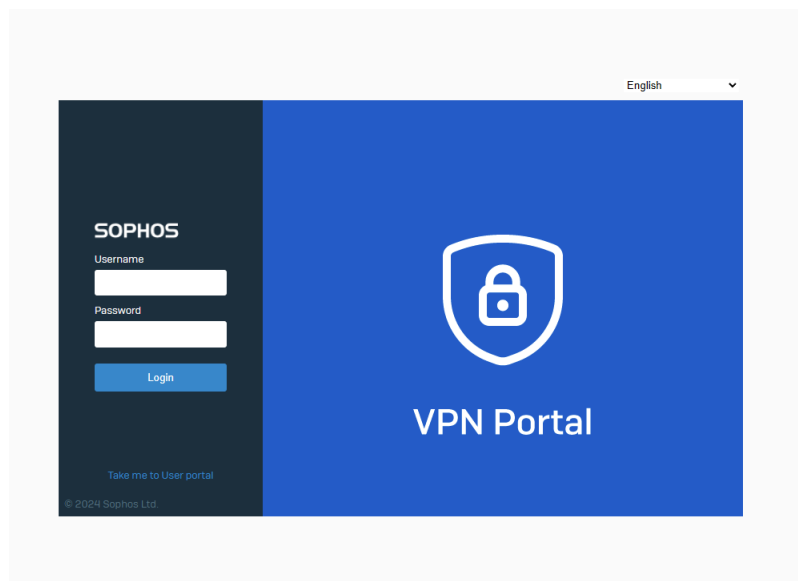 English
SOPHOS
Username
Password
Login
VPN Portal
Take me to User portal
© 2024 Sophos Ltd.